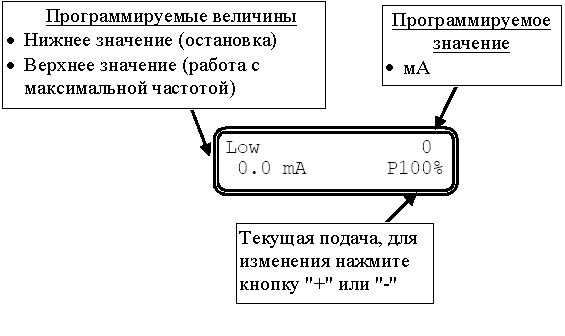 Программируемые величины
• Нижнее значение (остановка)
• Верхнее значение (работа с
максимальной частотой)
Программируемое
значение
• мА
Low 0
0.0 mA P100%
Текущая подача, для
изменения нажмите
кнопку "+" или "-"